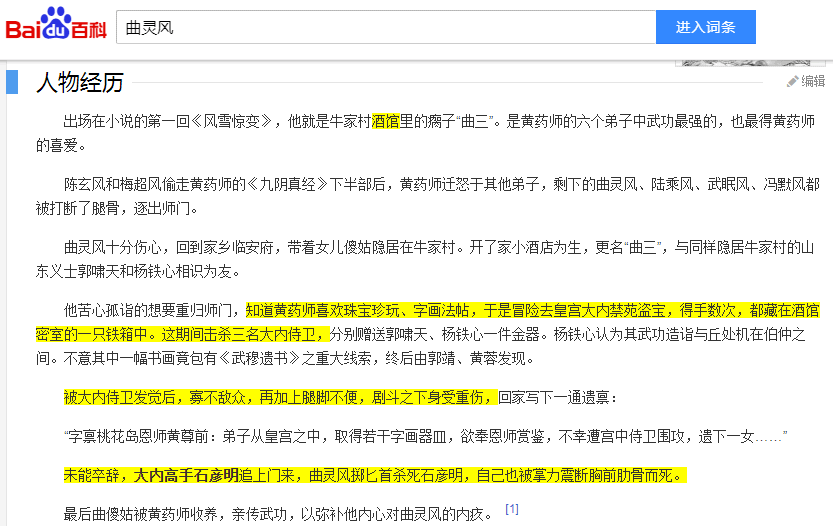 Bai du 百科
曲灵风
进入词条
人物经历
编辑
出场在小说的第一回《风雪惊变》，他就是牛家村酒馆里的瘸子“曲三”。是黄药师的六个弟子中武功最强的，也最得黄药师
的喜爱。
陈玄风和梅超风偷走黄药师的《九阴真经》下半部后，黄药师迁怒于其他弟子，剩下的曲灵风、陆乘风、武眠风、冯默风都
被打断了腿骨，逐出师门。
曲灵风十分伤心，回到家乡临安府，带着女儿傻姑隐居在牛家村。开了家小酒店为生，更名“曲三”，与同样隐居牛家村的山
东义士郭啸天和杨铁心相识为友。
他苦心孤诣的想要重归师门，知道黄药师喜欢珠宝珍玩、字画法帖，于是冒险去皇宫大内禁苑盗宝，得手数次，都藏在酒馆
密室的一只铁箱中。这期间击杀三名大内侍卫，分别赠送郭啸天、杨铁心一件金器。杨铁心认为其武功造诣与丘处机在伯仲之
间。不意其中一幅书画竟包有《武穆遗书》之重大线索，终后由郭靖、黄蓉发现。
被大内侍卫发觉后，寡不敌众，再加上腿脚不便，剧斗之下身受重伤，回家写下一通遗禀：
“字禀桃花岛恩师黄尊前：弟子从皇宫之中，取得若干字画器皿，欲奉恩师赏鉴，不幸遭宫中侍卫围攻，遗下一女……”
未能卒辞，大内高手石彦明追上门来，曲灵风掷匕首杀死石彦明，自己也被掌力震断胸前肋骨而死。
最后曲傻姑被黄药师收养，亲传武功，以弥补他内心对曲灵风的内疚。 [1]